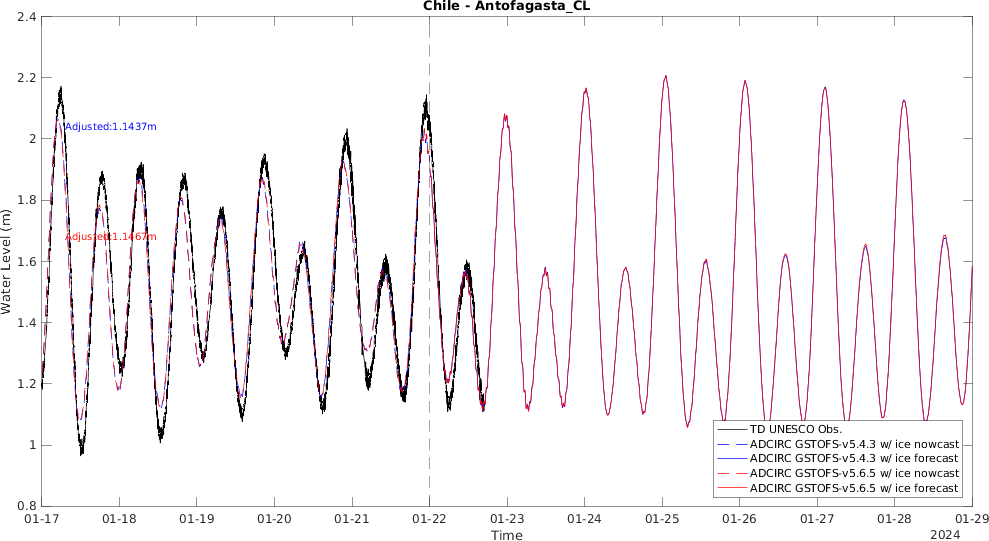 Chile - Antofagasta_CL
2.4
2.2
2
1.8
1.6
1.4
1.2
1
0.8
Water Level (m)
Adjusted:1.1437m
Adjusted:1.1467m
TD UNESCO Obs.
ADCIRC GSTOFS-v5.4.3 w/ ice nowcast
ADCIRC GSTOFS-v5.4.3 w/ ice forecast
ADCIRC GSTOFS-v5.6.5 w/ ice nowcast
ADCIRC GSTOFS-v5.6.5 w/ ice forecast
01-17 01-18 01-19 01-20 01-21 01-22 01-23 01-24 01-25 01-26 01-27 01-28 01-29
Time
2024